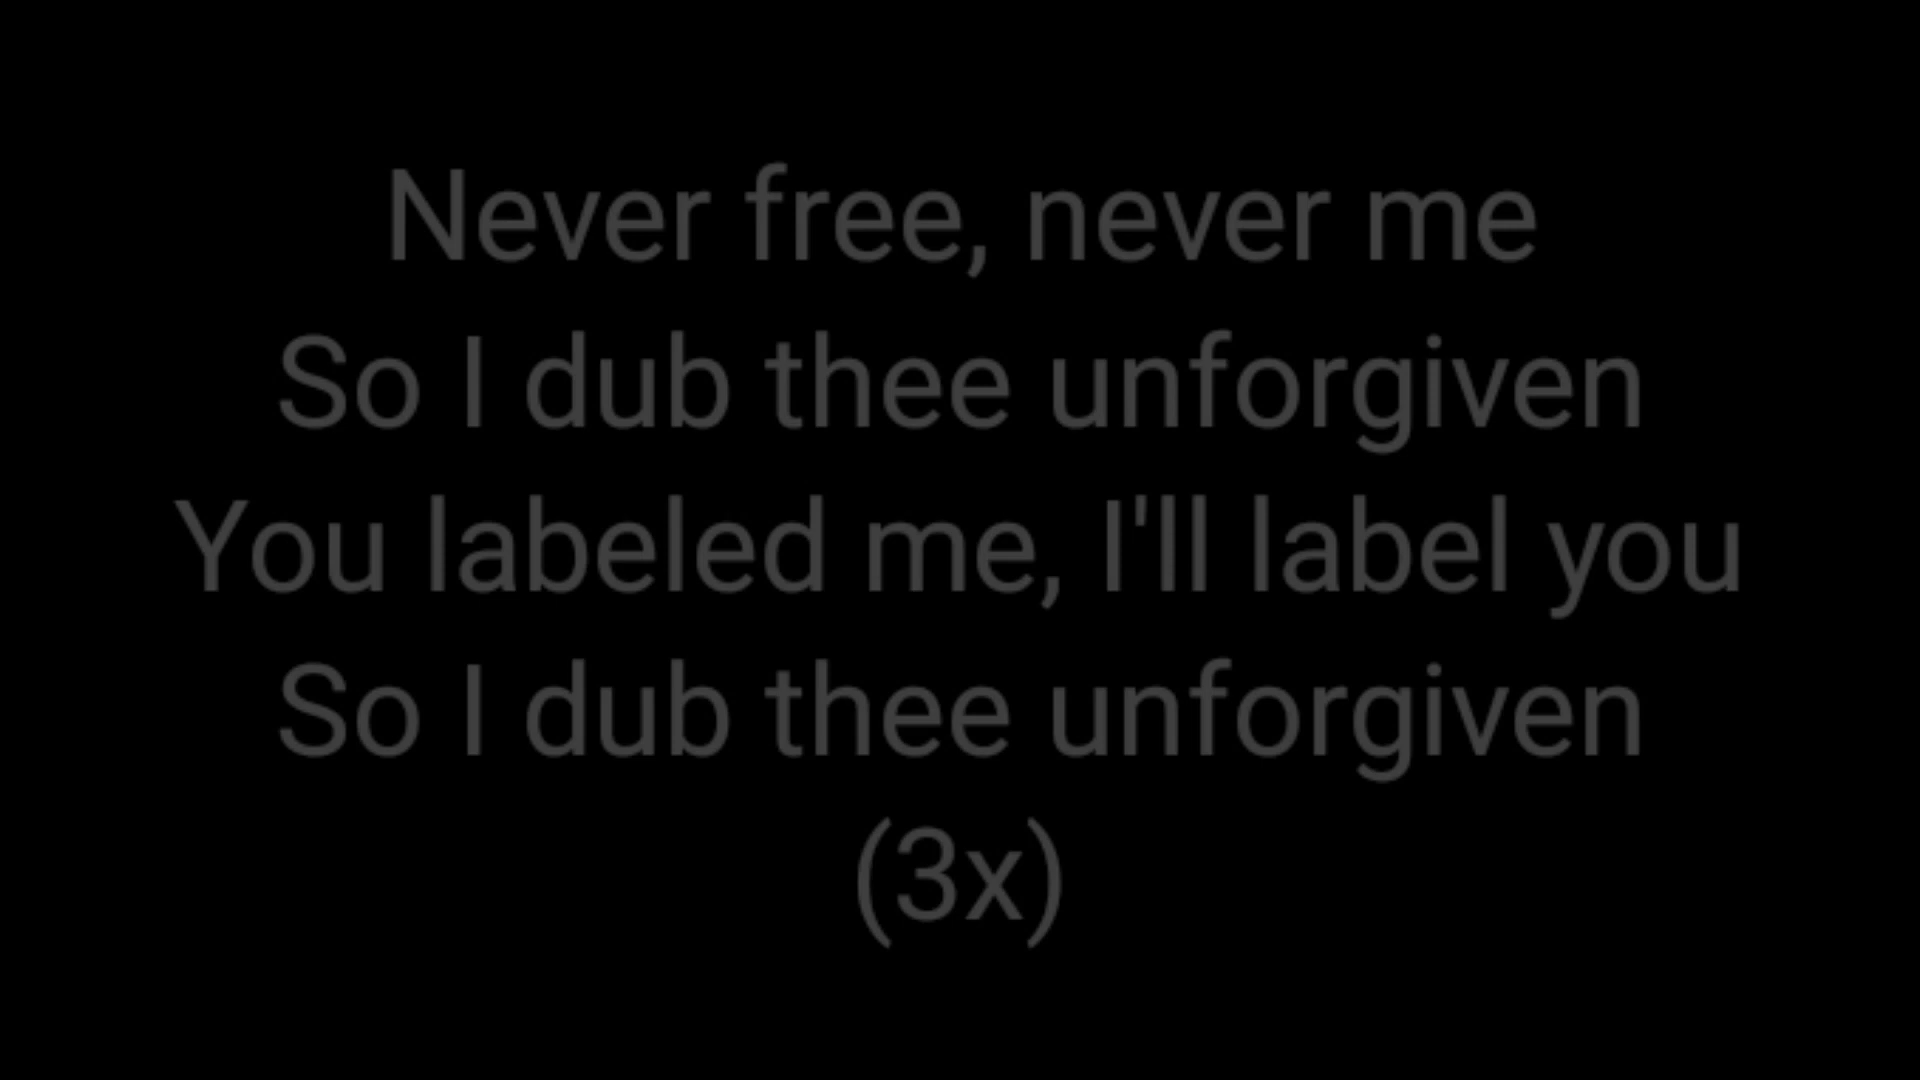 Never free, never me
So I dub thee unforgiven
You labeled me, I'll label you
So I dub thee unforgiven
(3x)